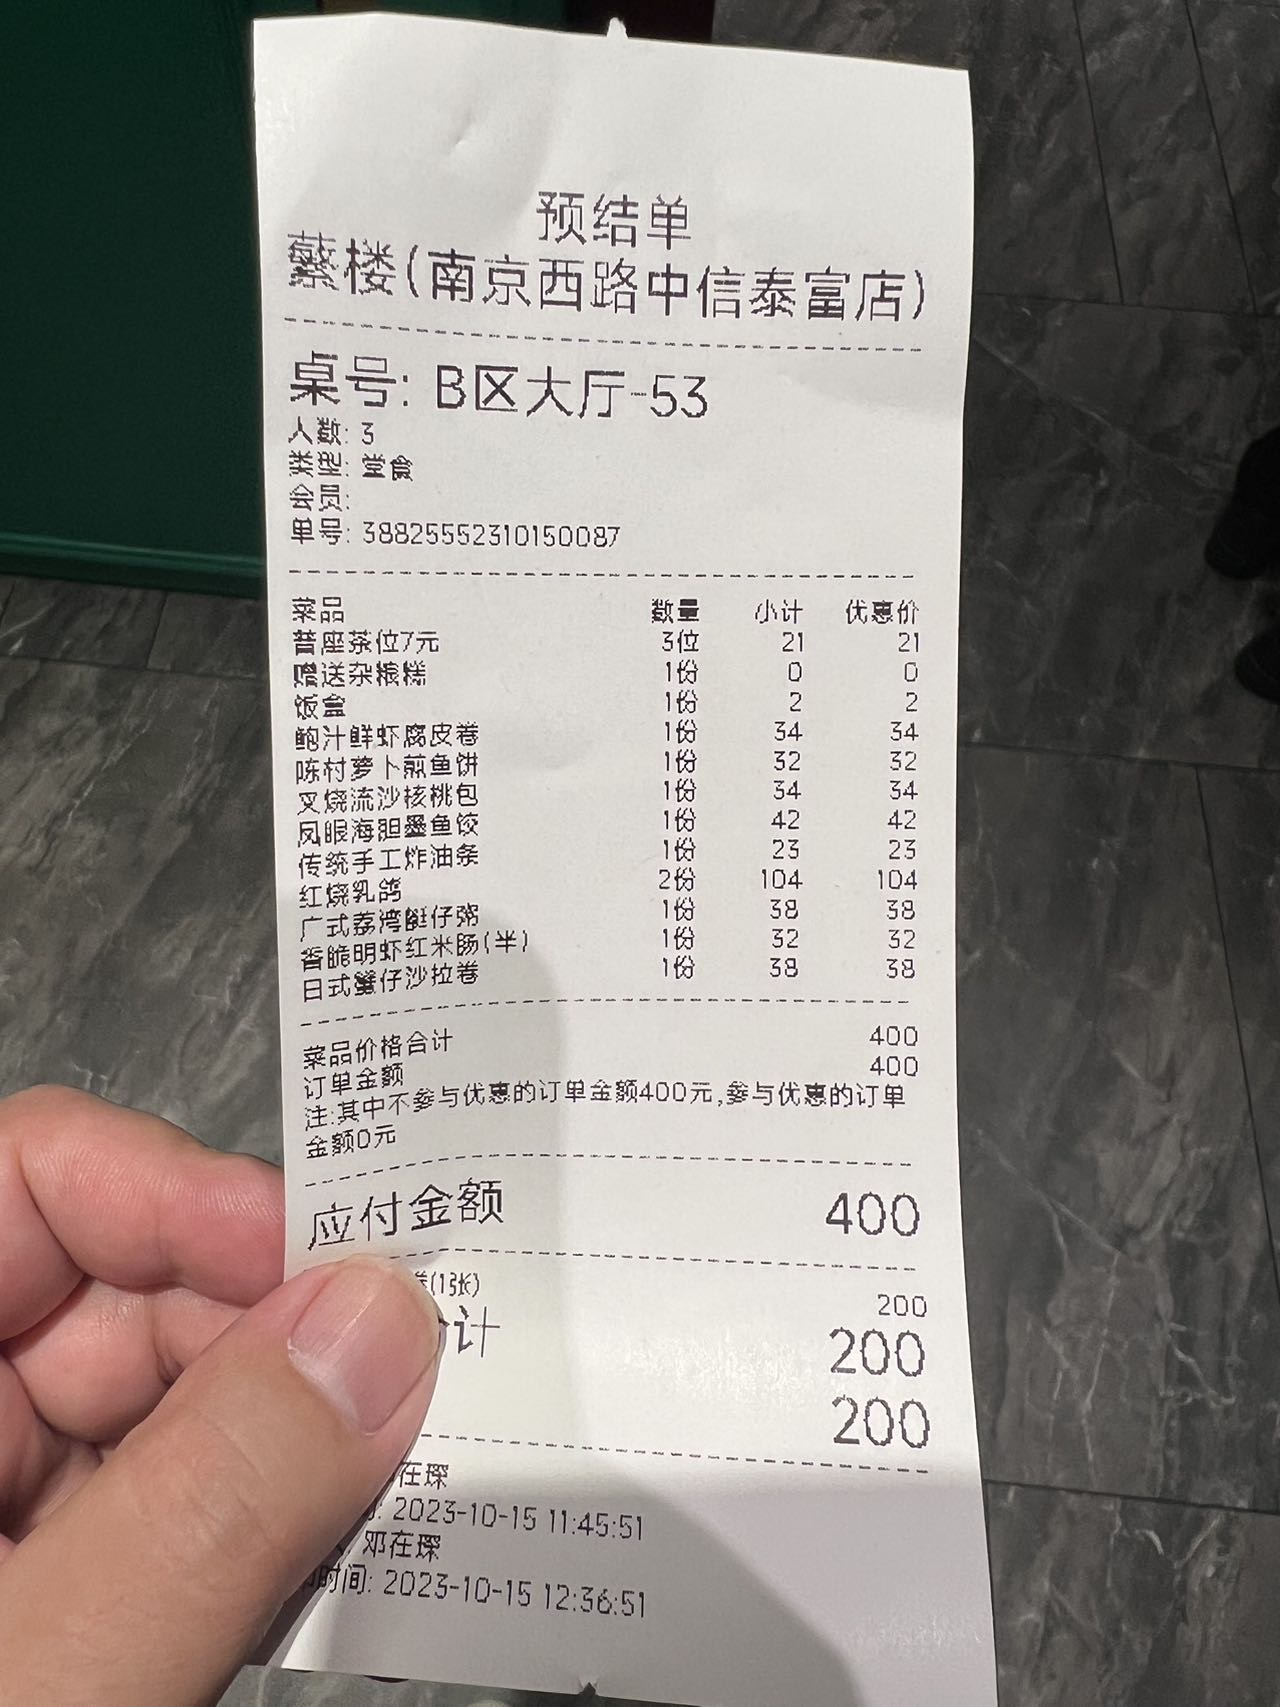 预结单
蘩楼(南京西路中信泰富店)
桌号: B区大厅-53
人数: 3
类型: 堂食
会员:
单号: 38825552310150087
菜品 数量 小计 优惠价
普座茶位7元 3位 21 21
赠送杂粮糕 1份 0 0
饭盒 1份 2 2
鲍汁鲜虾腐皮卷 1份 34 34
陈村萝卜煎鱼饼 1份 32 32
叉烧流沙核桃包 1份 34 34
凤眼海胆墨鱼饺 1份 42 42
传统手工炸油条 1份 23 23
红烧乳鸽 2份 104 104
广式荔湾艇仔粥 1份 38 38
香脆明虾红米肠(半) 1份 32 32
日式蟹仔沙拉卷 1份 38 38
菜品价格合计 400
订单金额 400
注:其中不参与优惠的订单金额400元,参与优惠的订单
金额0元
应付金额 400
(1张) 200
计 200
200
在琛
: 2023-10-15 11:45:51
邓在琛
时间: 2023-10-15 12:36:51